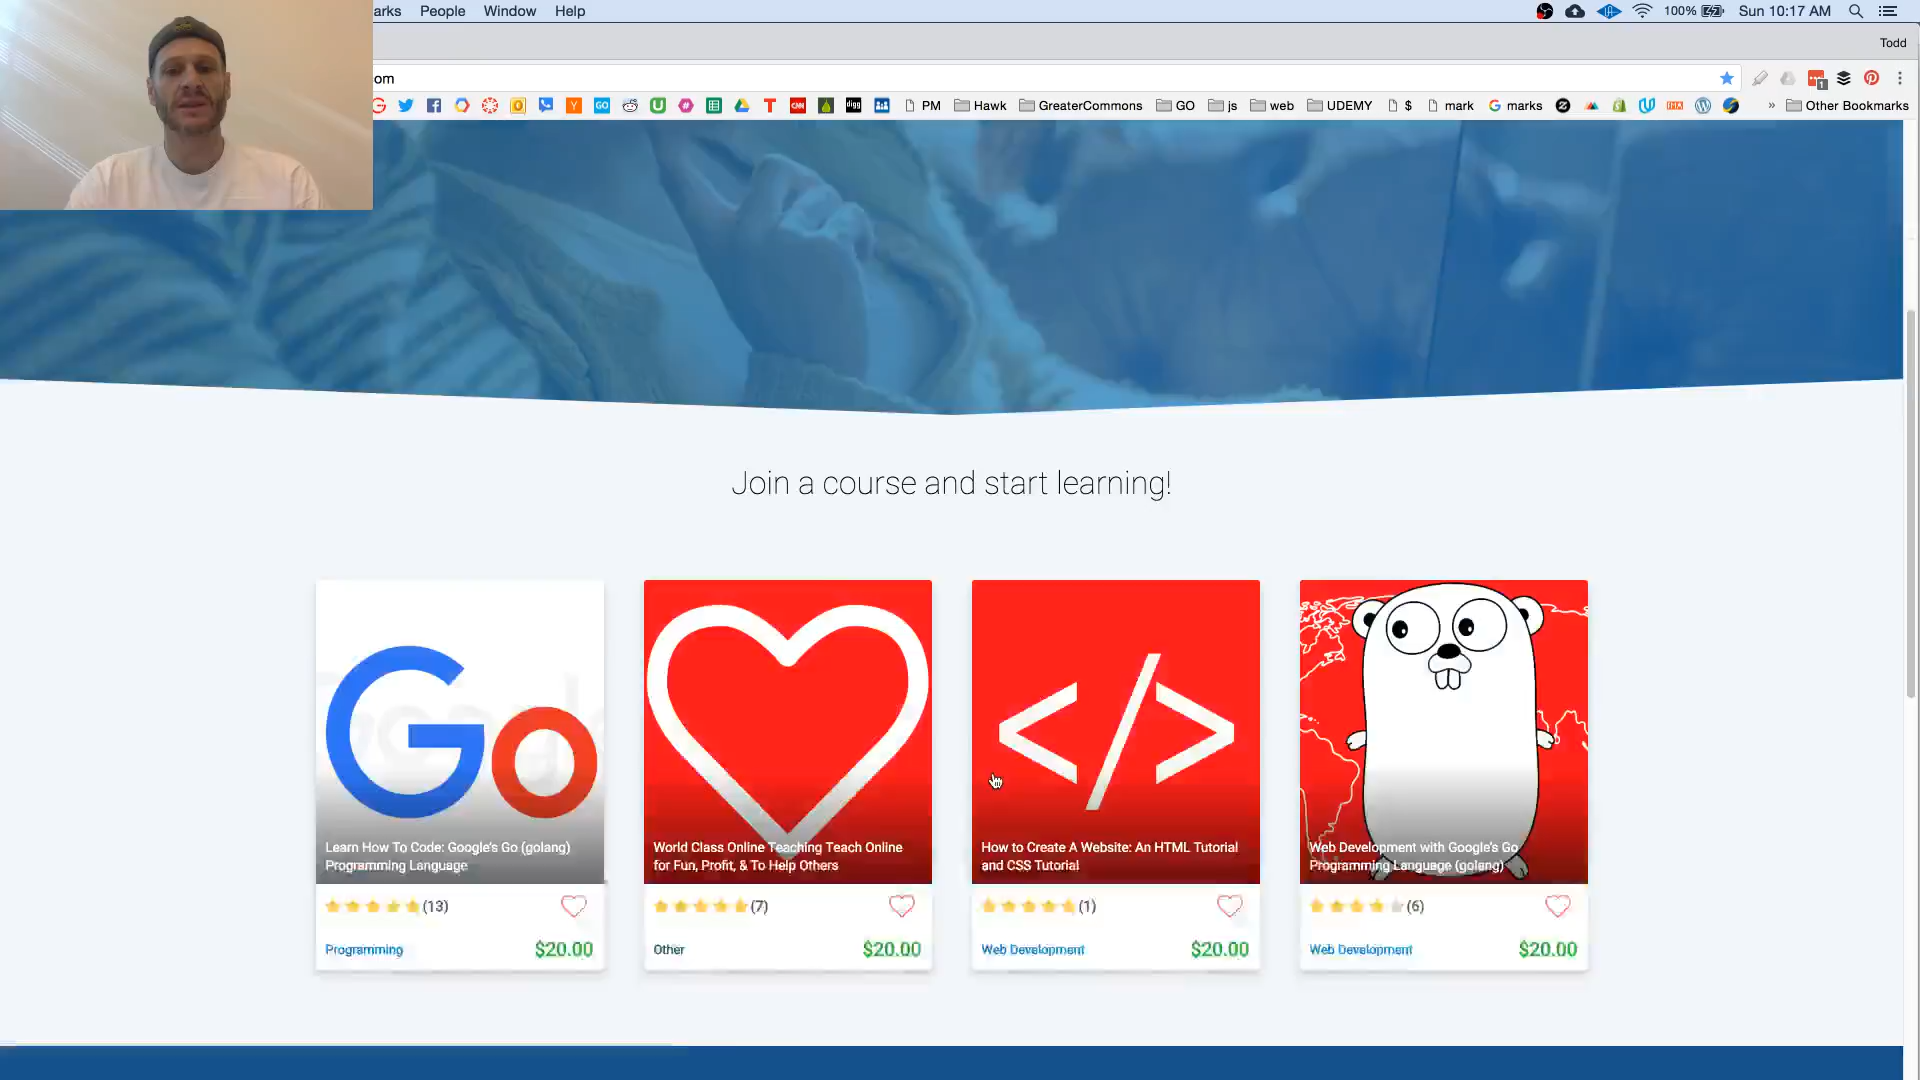 arks People Window Help
100% Sun 10:17 AM
Todd
om
PM Hawk GreaterCommons GO js web UDEMY $ mark marks » Other Bookmarks
Join a course and start learning!
Go
Learn How To Code: Google's Go (golang)
Programming Language
(13)
Programming $20.00
World Class Online Teaching Teach Online
for Fun, Profit, & To Help Others
(7)
Other $20.00
</>
How to Create A Website: An HTML Tutorial
and CSS Tutorial
(1)
Web Development $20.00
Web Development with Google's Go
Programming Language (golang)
(6)
Web Development $20.00